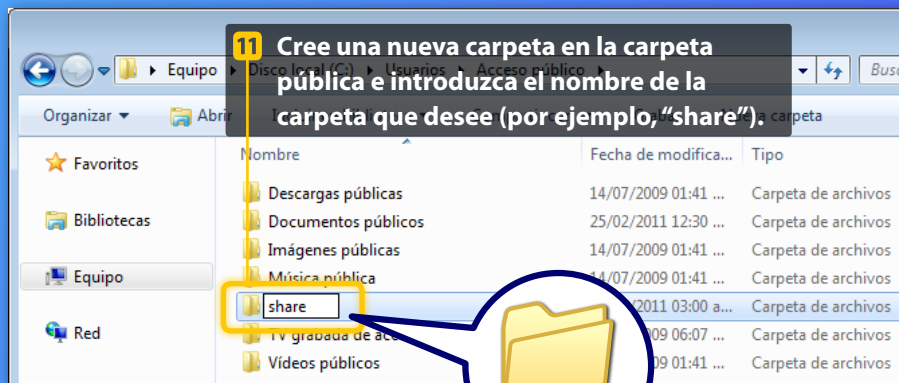 11 Cree una nueva carpeta en la carpeta
pública e introduzca el nombre de la
carpeta que desee (por ejemplo, “share”).
Equipo Disco local (C:) Usuarios Acceso público
Organizar Abrir carpeta
Favoritos
Bibliotecas
Equipo
Red
Nombre Fecha de modifica... Tipo
Descargas públicas 14/07/2009 01:41 ... Carpeta de archivos
Documentos públicos 25/02/2011 12:30 ... Carpeta de archivos
Imágenes públicas 14/07/2009 01:41 ... Carpeta de archivos
Música pública 14/07/2009 01:41 ... Carpeta de archivos
share /2011 03:00 a... Carpeta de archivos
TV grabada de 09 06:07 ... Carpeta de archivos
Vídeos públicos 09 01:41 ... Carpeta de archivos